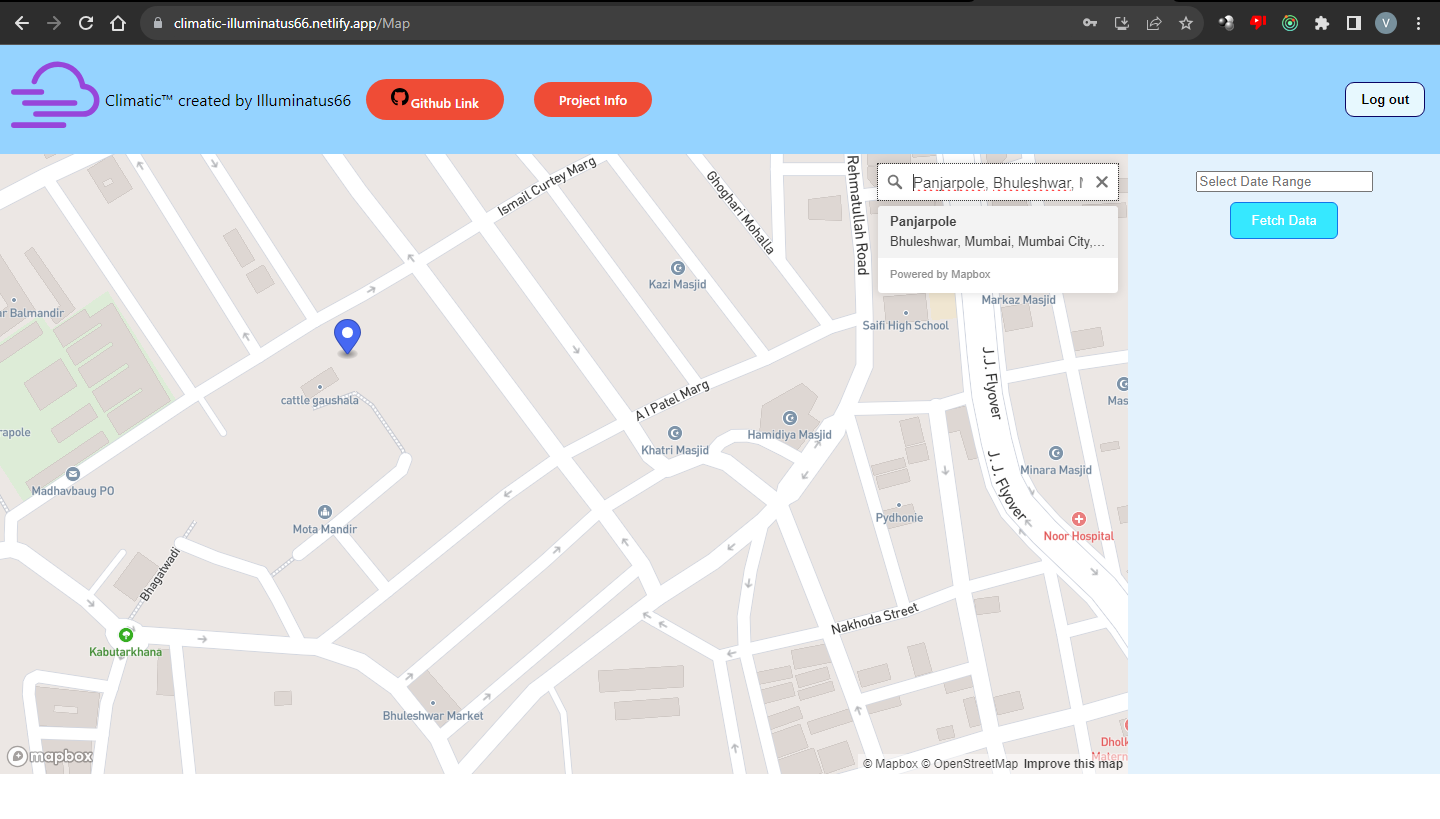 climatic-illuminatus66.netlify.app/Map
V
Climatic™ created by Illuminatus66
Github Link
Project Info
Log out
Ismail Curtey Marg
Ghoghari Mohalla
Rehmatullah Road
Panjarpole, Bhuleshwar,
Panjarpole
Bhuleshwar, Mumbai, Mumbai City,...
Powered by Mapbox
Select Date Range
Fetch Data
Kazi Masjid
Markaz Masjid
ar Balmandir
Saifi High School
J.J. Flyover
cattle gaushala
A I Patel Marg
Mas
rapole
Hamidiya Masjid
Khatri Masjid
J. J. Flyover
Minara Masjid
Madhavbaug PO
Pydhonie
Mota Mandir
Noor Hospital
Bhagatwadi
Nakhoda Street
Kabutarkhana
Bhuleshwar Market
Dholk
Matern
mapbox
© Mapbox © OpenStreetMap Improve this map